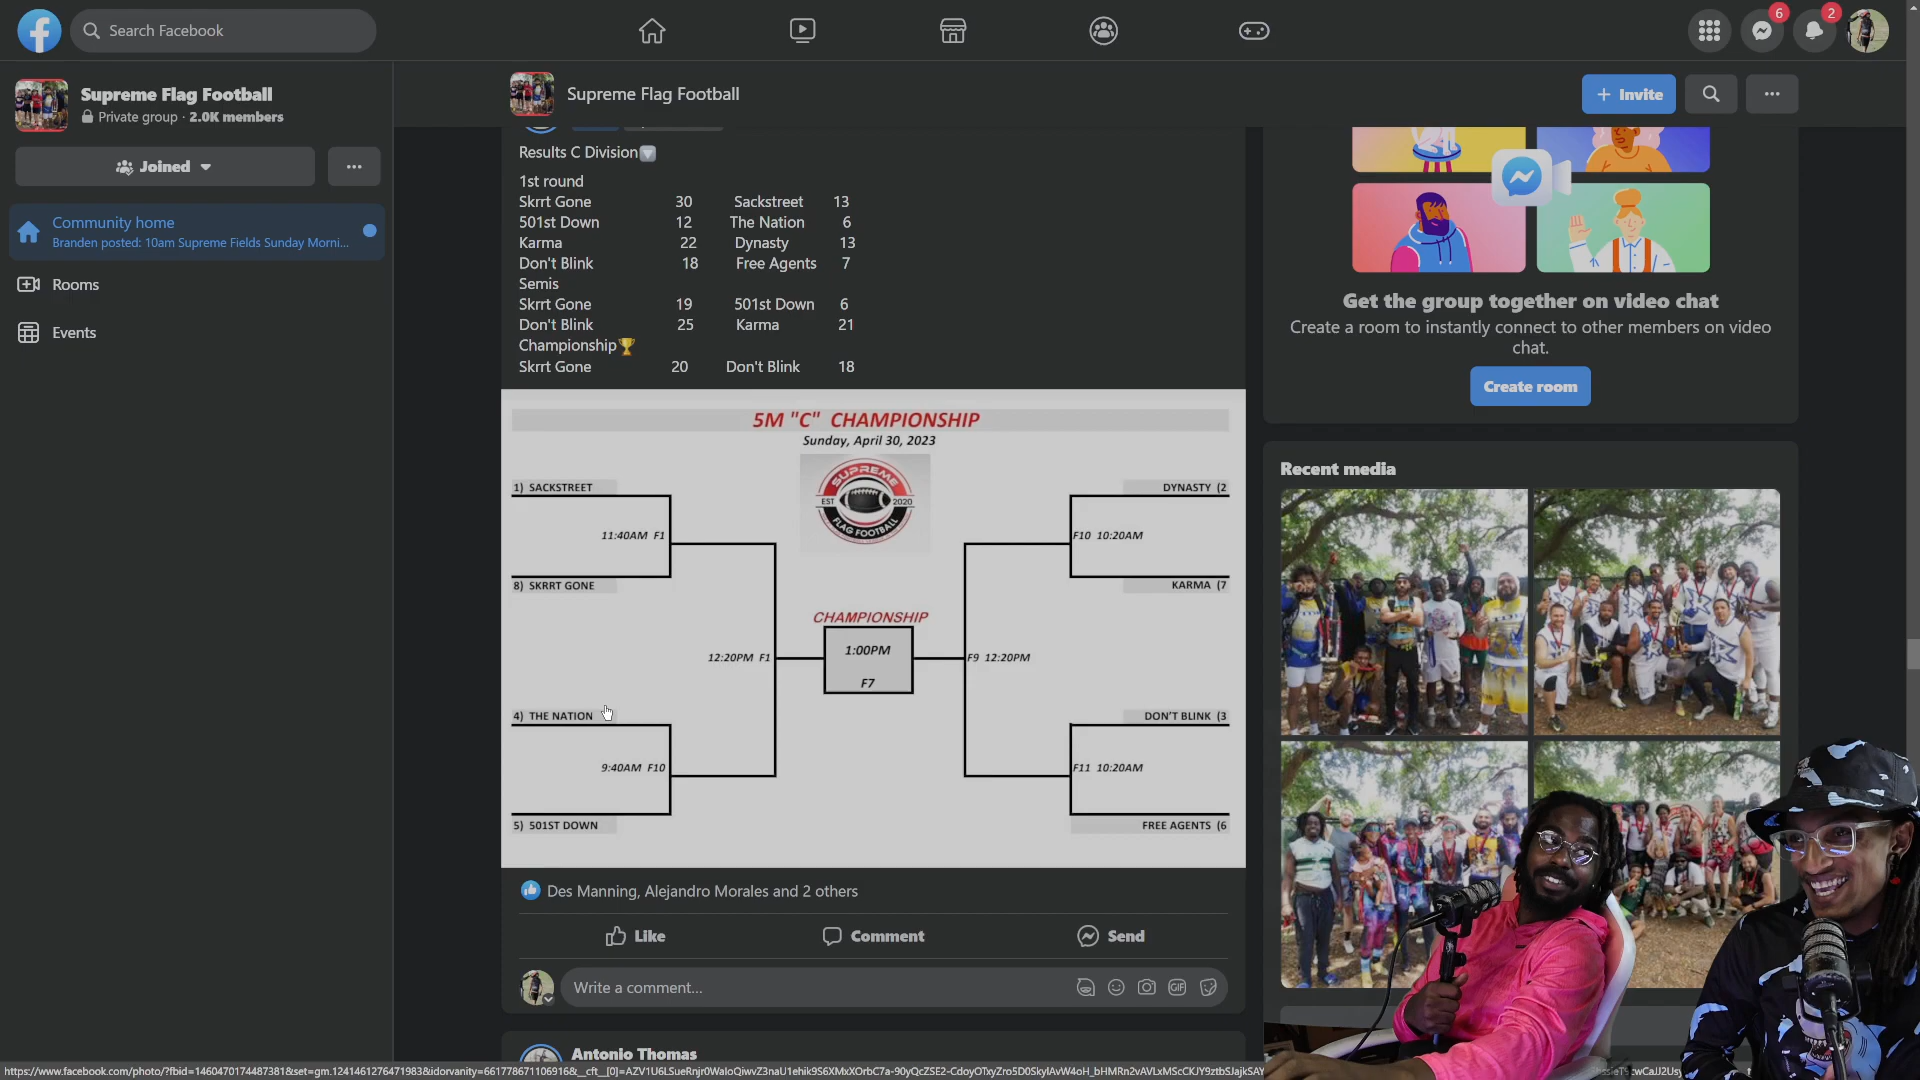 Search Facebook
6
2
Supreme Flag Football
Private group · 2.0K members
Joined
Community home
Branden posted: 10am Supreme Fields Sunday Morni...
Rooms
Events
Supreme Flag Football
+ Invite
Results C Division
1st round
Skrrt Gone 30 Sackstreet 13
501st Down 12 The Nation 6
Karma 22 Dynasty 13
Don't Blink 18 Free Agents 7
Semis
Skrrt Gone 19 501st Down 6
Don't Blink 25 Karma 21
Championship
Skrrt Gone 20 Don't Blink 18
5M "C" CHAMPIONSHIP
Sunday, April 30, 2023
SUPREME
EST 2020
FLAG FOOTBALL
1) SACKSTREET
DYNASTY (2
11:40AM F1
F10 10:20AM
8) SKRRT GONE
KARMA (7
CHAMPIONSHIP
1:00PM
12:20PM F1
F9 12:20PM
F7
4) THE NATION
DON'T BLINK (3
9:40AM F10
F11 10:20AM
5) 501ST DOWN
FREE AGENTS (6
Des Manning, Alejandro Morales and 2 others
Like
Comment
Send
Write a comment...
GIF
Antonio Thomas
Get the group together on video chat
Create a room to instantly connect to other members on video
chat.
Create room
Recent media